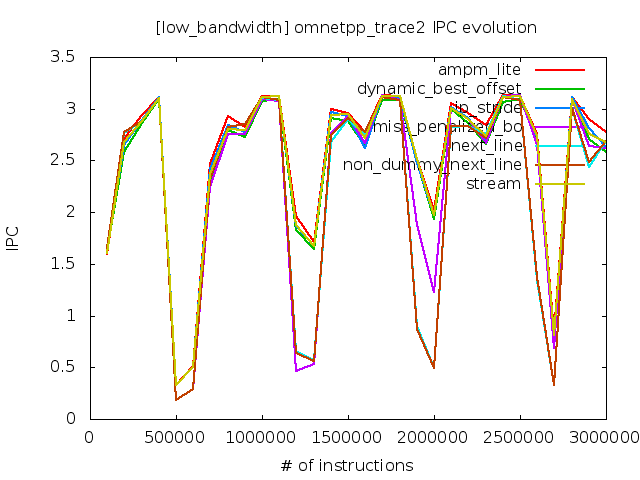 [low_bandwidth] omnetpp_trace2 IPC evolution
3.5
3
2.5
2
1.5
1
0.5
0
IPC
ampm_lite
dynamic_best_offset
ip_stride
next_line
non_dummy_next_line
stream
0 500000 1000000 1500000 2000000 2500000 3000000
# of instructions